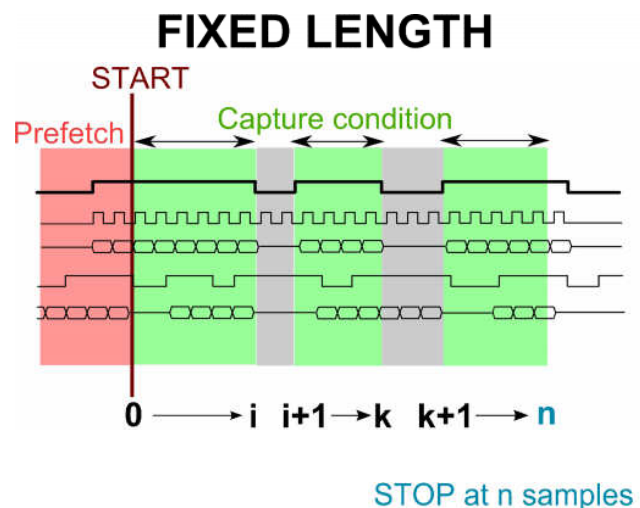 FIXED LENGTH
START
Prefetch
Capture condition
0 i i+1 k k+1 n
STOP at n samples